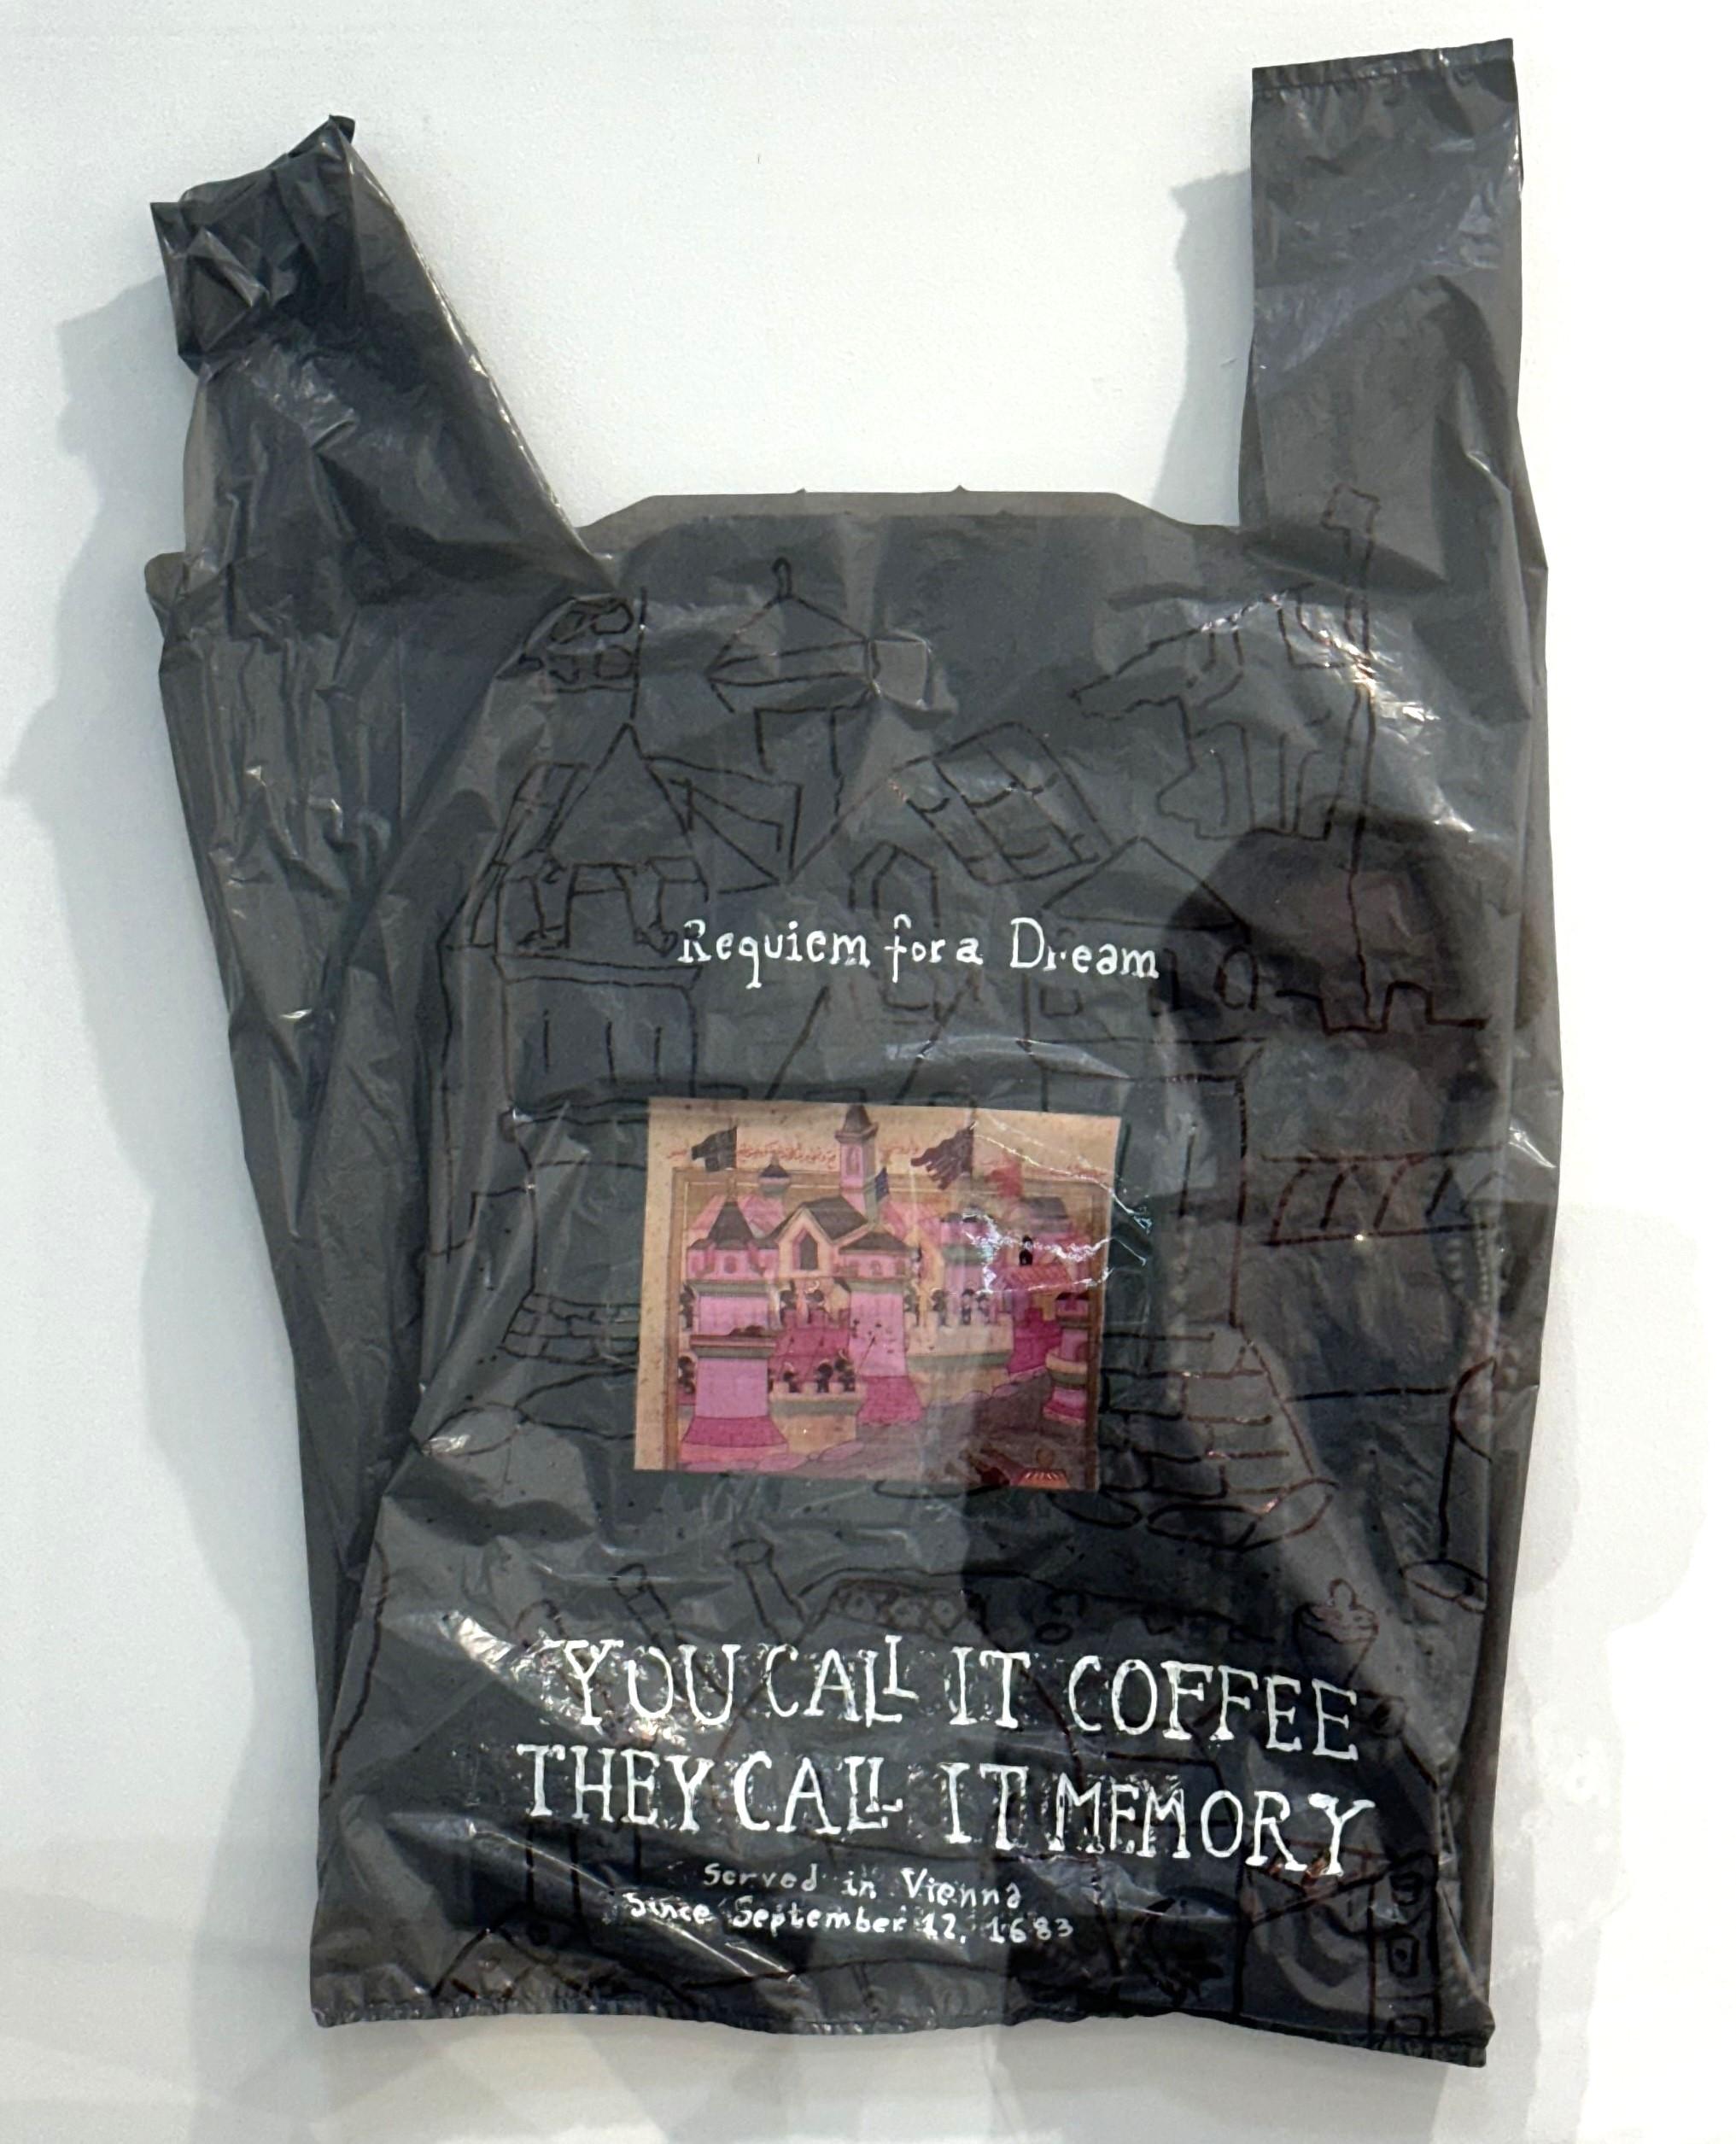 Requiem for a Dream
YOU CALL IT COFFEE
THEY CALL IT MEMORY
Served in Vienna
Since September 12, 1683